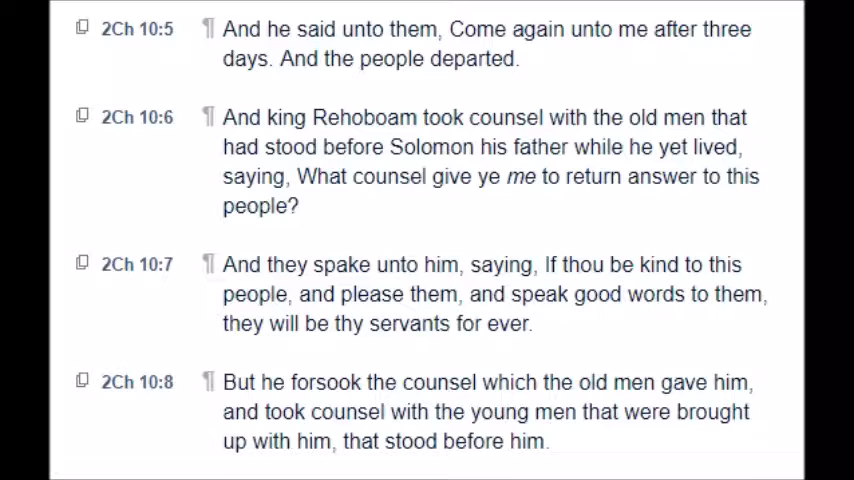 2Ch 10:5 ¶ And he said unto them, Come again unto me after three
days. And the people departed.
2Ch 10:6 ¶ And king Rehoboam took counsel with the old men that
had stood before Solomon his father while he yet lived,
saying, What counsel give ye me to return answer to this
people?
2Ch 10:7 ¶ And they spake unto him, saying, If thou be kind to this
people, and please them, and speak good words to them,
they will be thy servants for ever.
2Ch 10:8 ¶ But he forsook the counsel which the old men gave him,
and took counsel with the young men that were brought
up with him, that stood before him.